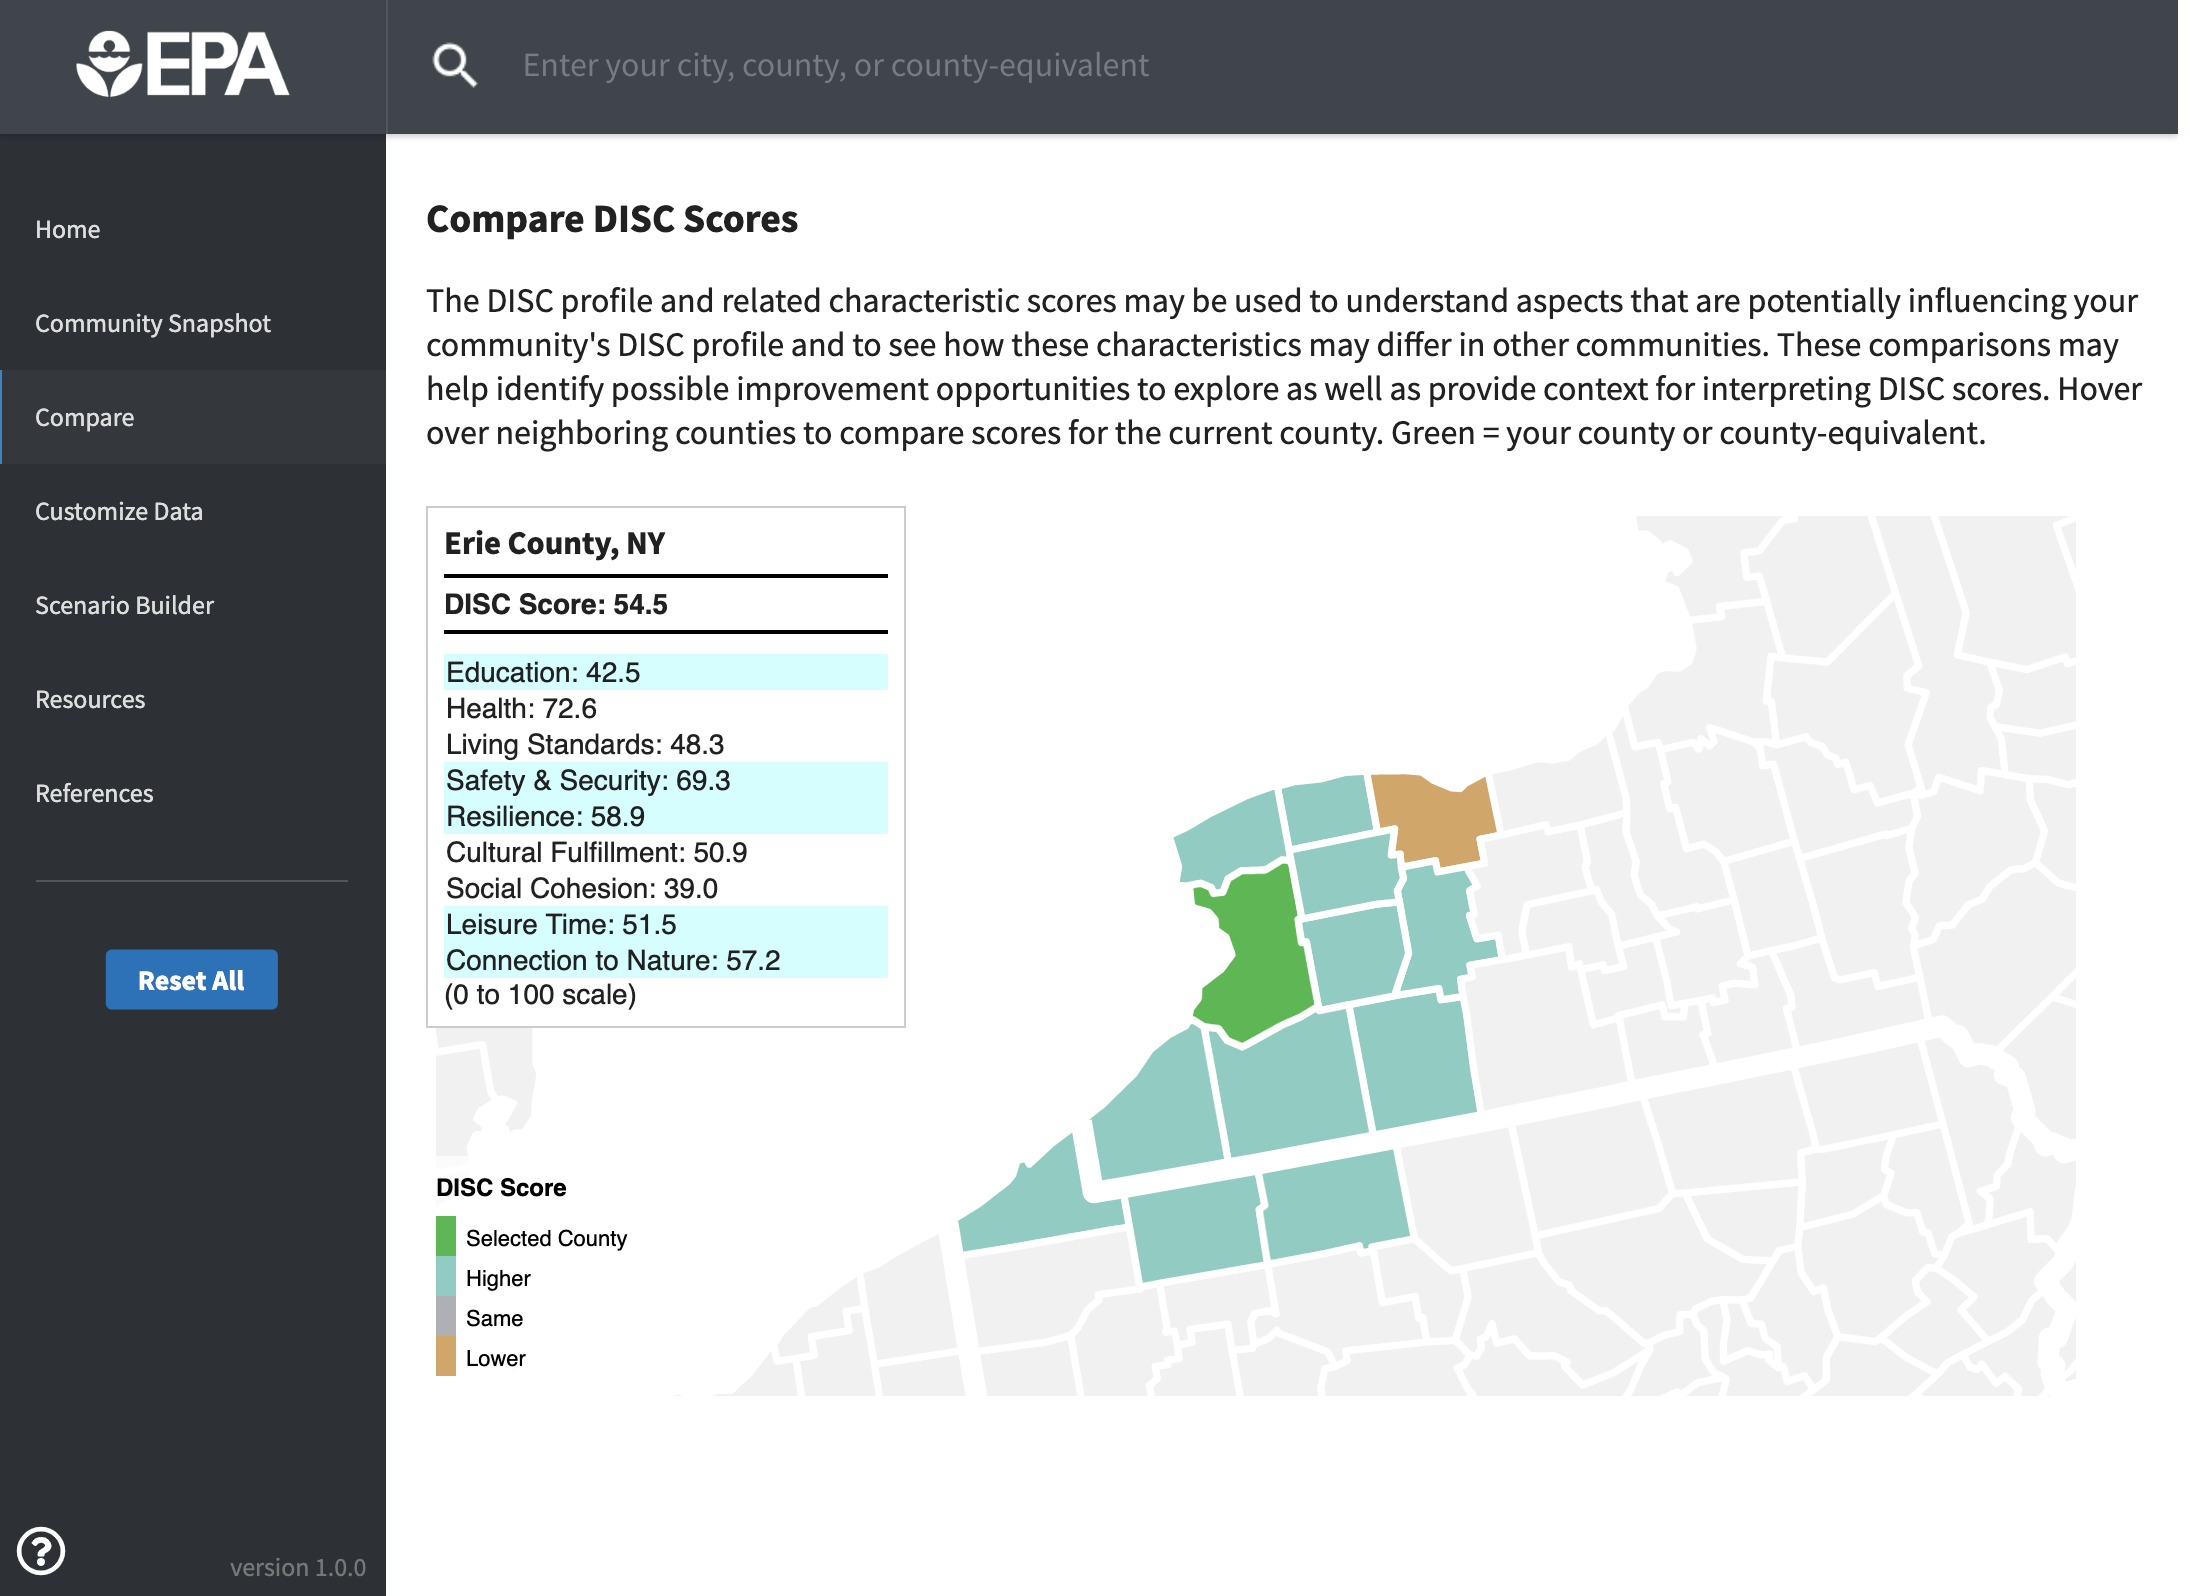 EPA
Enter your city, county, or county-equivalent
Home
Community Snapshot
Compare
Customize Data
Scenario Builder
Resources
References
Reset All
?
version 1.0.0
Compare DISC Scores
The DISC profile and related characteristic scores may be used to understand aspects that are potentially influencing your
community's DISC profile and to see how these characteristics may differ in other communities. These comparisons may
help identify possible improvement opportunities to explore as well as provide context for interpreting DISC scores. Hover
over neighboring counties to compare scores for the current county. Green = your county or county-equivalent.
Erie County, NY
DISC Score: 54.5
Education: 42.5
Health: 72.6
Living Standards: 48.3
Safety & Security: 69.3
Resilience: 58.9
Cultural Fulfillment: 50.9
Social Cohesion: 39.0
Leisure Time: 51.5
Connection to Nature: 57.2
(0 to 100 scale)
DISC Score
Selected County
Higher
Same
Lower